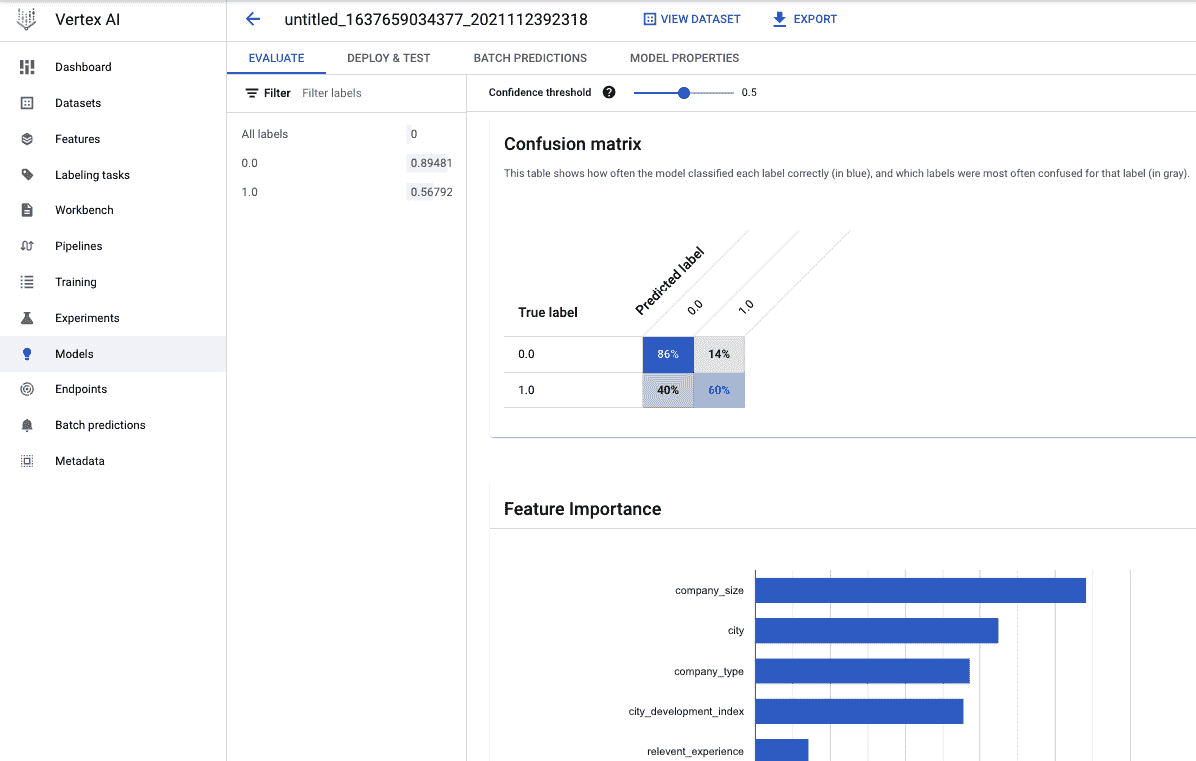 Vertex AI
untitled_1637659034377_2021112392318
VIEW DATASET
EXPORT
Dashboard
Datasets
Features
Labeling tasks
Workbench
Pipelines
Training
Experiments
Models
Endpoints
Batch predictions
Metadata
EVALUATE
DEPLOY & TEST
BATCH PREDICTIONS
MODEL PROPERTIES
Filter Filter labels
All labels 0
0.0 0.89481
1.0 0.56792
Confidence threshold ? 0.5
Confusion matrix
This table shows how often the model classified each label correctly (in blue), and which labels were most often confused for that label (in gray).
Predicted label
True label 0.0 1.0
0.0 86% 14%
1.0 40% 60%
Feature Importance
company_size
city
company_type
city_development_index
relevent_experience